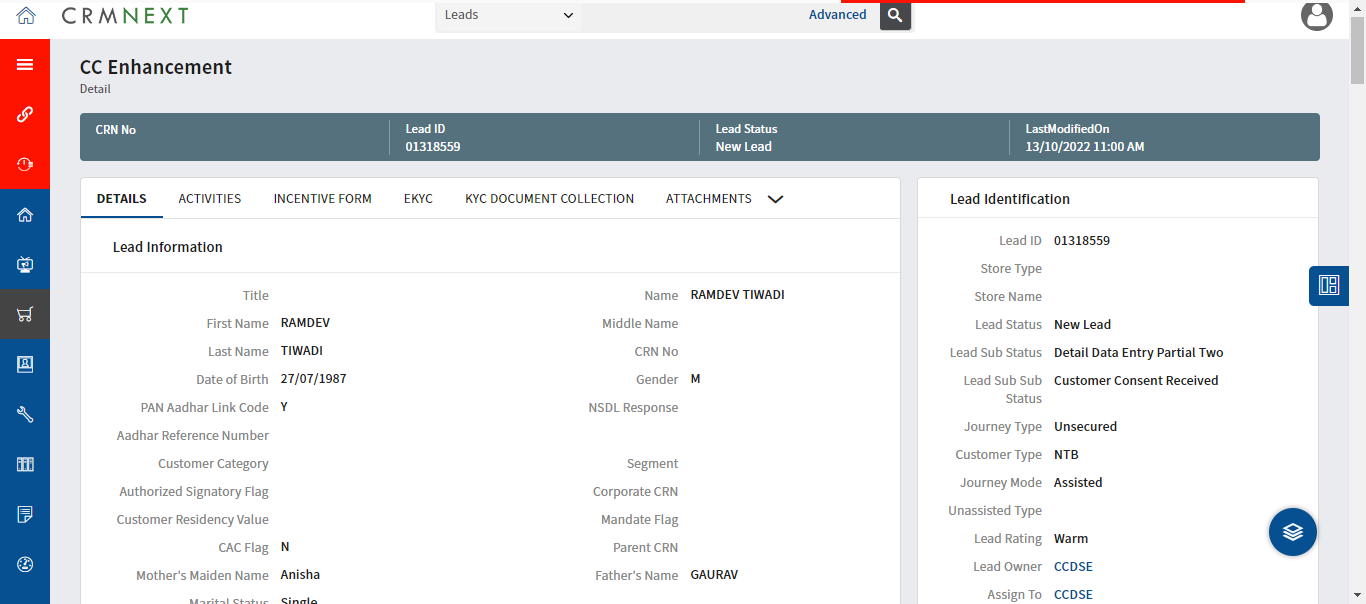 CRMNEXT
Leads
Advanced
CC Enhancement
Detail
CRN No
Lead ID
01318559
Lead Status
New Lead
LastModifiedOn
13/10/2022 11:00 AM
DETAILS
ACTIVITIES
INCENTIVE FORM
EKYC
KYC DOCUMENT COLLECTION
ATTACHMENTS
Lead Information
Title
Name RAMDEV TIWADI
First Name RAMDEV
Middle Name
Last Name TIWADI
CRN No
Date of Birth 27/07/1987
Gender M
PAN Aadhar Link Code Y
NSDL Response
Aadhar Reference Number
Customer Category
Segment
Authorized Signatory Flag
Corporate CRN
Customer Residency Value
Mandate Flag
CAC Flag N
Parent CRN
Mother's Maiden Name Anisha
Father's Name GAURAV
Marital Status Single
Lead Identification
Lead ID 01318559
Store Type
Store Name
Lead Status New Lead
Lead Sub Status Detail Data Entry Partial Two
Lead Sub Sub Customer Consent Received
Status
Journey Type Unsecured
Customer Type NTB
Journey Mode Assisted
Unassisted Type
Lead Rating Warm
Lead Owner CCDSE
Assign To CCDSE